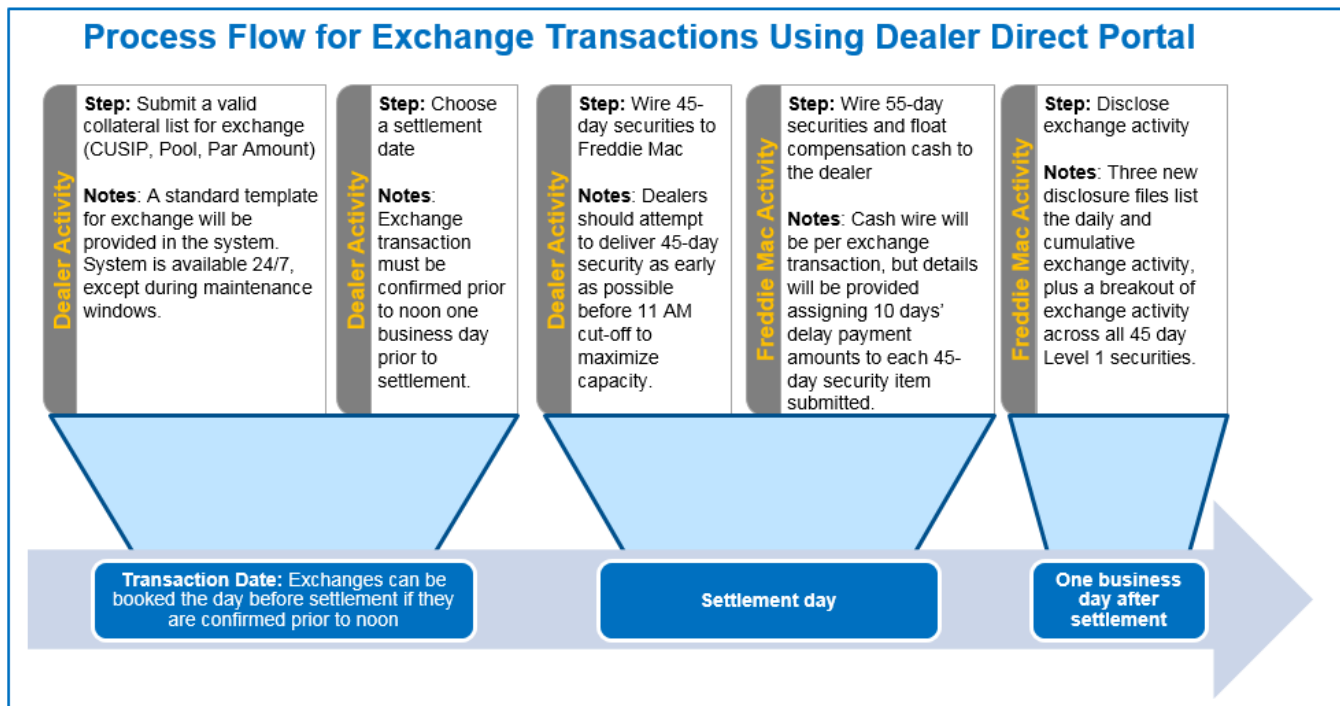 Process Flow for Exchange Transactions Using Dealer Direct Portal
Dealer Activity
Step: Submit a valid
collateral list for exchange
(CUSIP, Pool, Par Amount)
Notes: A standard template
for exchange will be
provided in the system.
System is available 24/7,
except during maintenance
windows.
Dealer Activity
Step: Choose
a settlement
date
Notes:
Exchange
transaction
must be
confirmed prior
to noon one
business day
prior to
settlement.
Dealer Activity
Step: Wire 45-
day securities to
Freddie Mac
Notes: Dealers
should attempt
to deliver 45-day
security as early
as possible
before 11 AM
cut-off to
maximize
capacity.
Freddie Mac Activity
Step: Wire 55-day
securities and float
compensation cash to
the dealer
Notes: Cash wire will
be per exchange
transaction, but details
will be provided
assigning 10 days’
delay payment
amounts to each 45-
day security item
submitted.
Freddie Mac Activity
Step: Disclose
exchange activity
Notes: Three new
disclosure files list
the daily and
cumulative
exchange activity,
plus a breakout of
exchange activity
across all 45 day
Level 1 securities.
Transaction Date: Exchanges can be
booked the day before settlement if they
are confirmed prior to noon
Settlement day
One business
day after
settlement